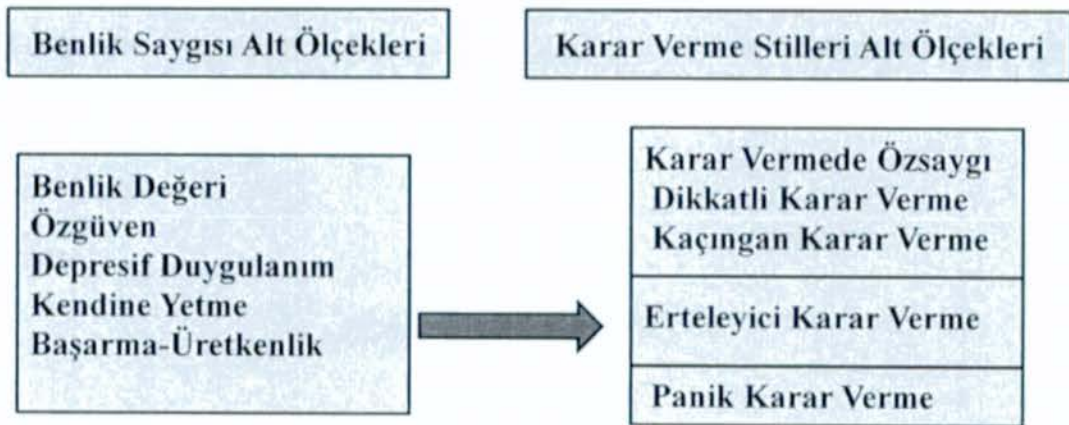 Benlik Saygısı Alt Ölçekleri
Karar Verme Stilleri Alt Ölçekleri
Benlik Değeri
Özgüven
Depresif Duygulanım
Kendine Yetme
Başarma-Üretkenlik
Karar Vermede Özsaygı
Dikkatli Karar Verme
Kaçıngan Karar Verme
Erteleyici Karar Verme
Panik Karar Verme